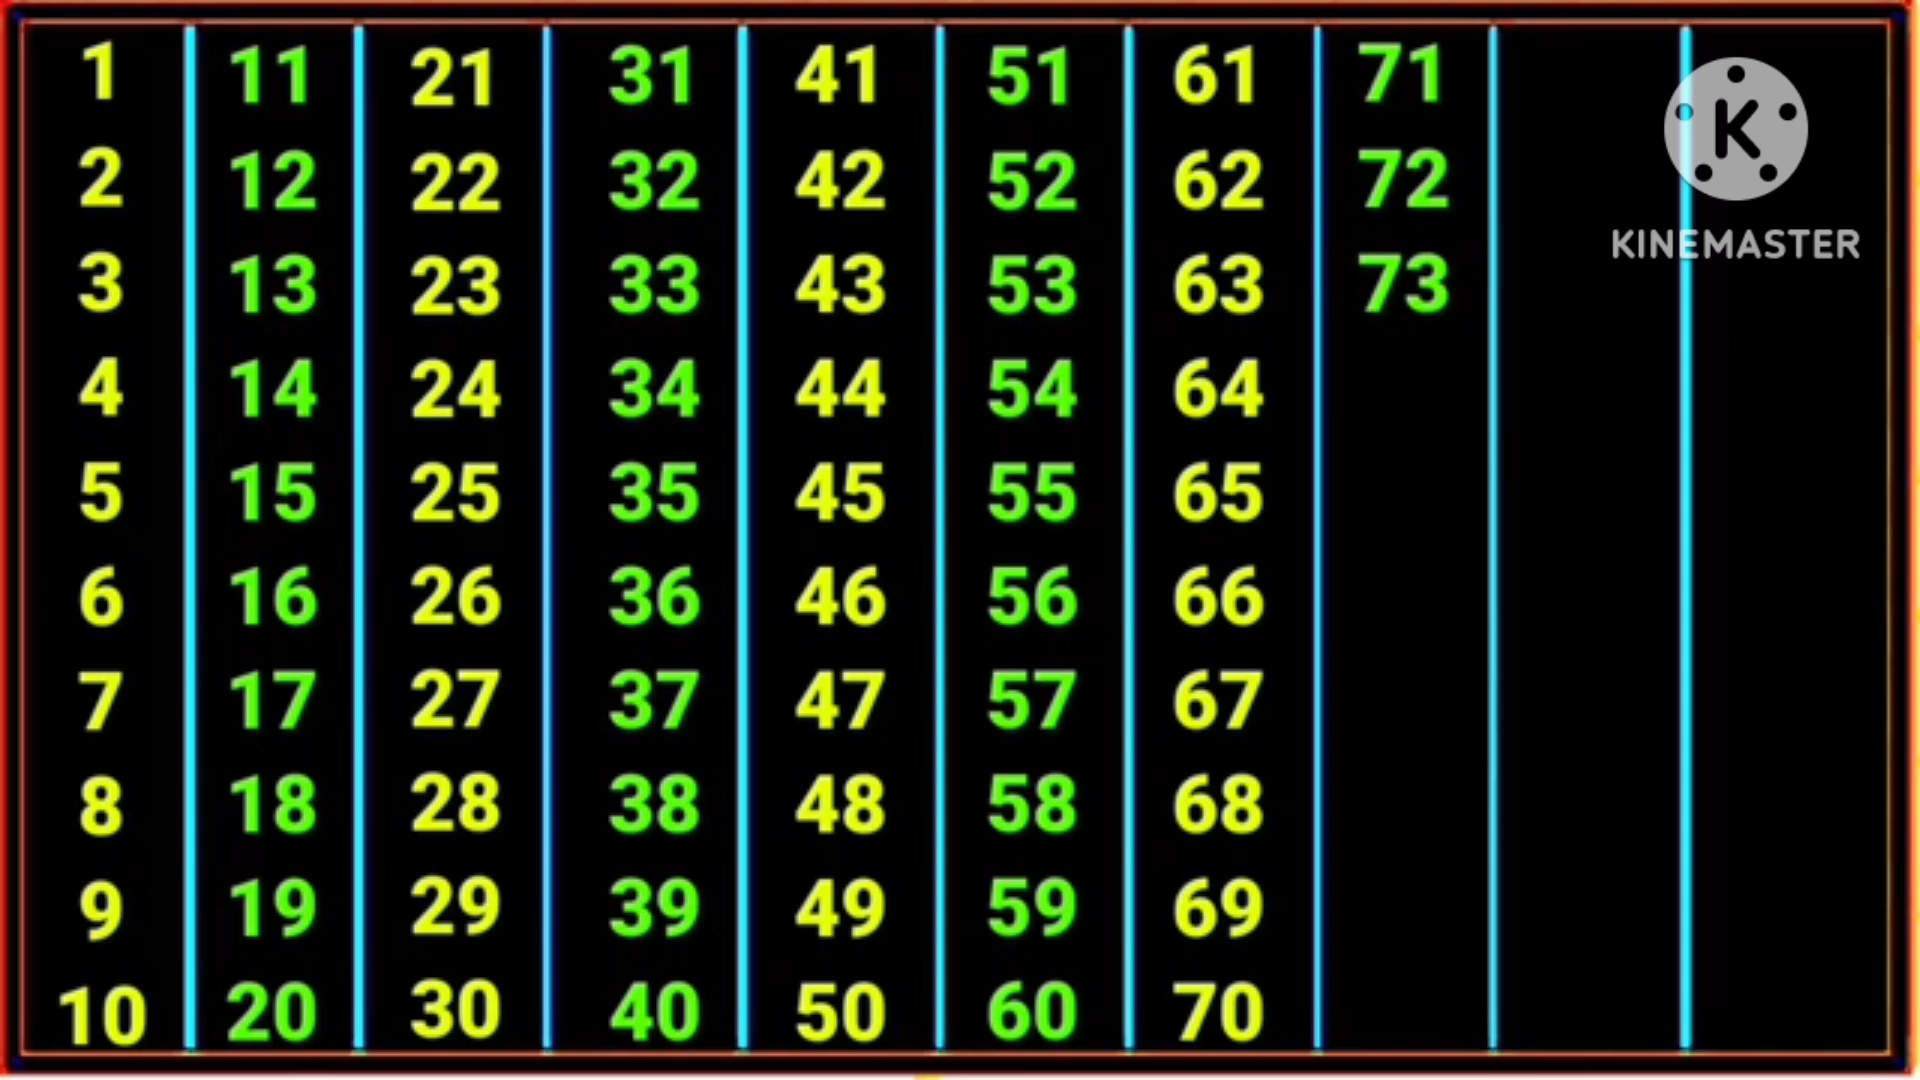 1 11 21 31 41 51 61 71
2 12 22 32 42 52 62 72
3 13 23 33 43 53 63 73
4 14 24 34 44 54 64
5 15 25 35 45 55 65
6 16 26 36 46 56 66
7 17 27 37 47 57 67
8 18 28 38 48 58 68
9 19 29 39 49 59 69
10 20 30 40 50 60 70
K
KINEMASTER